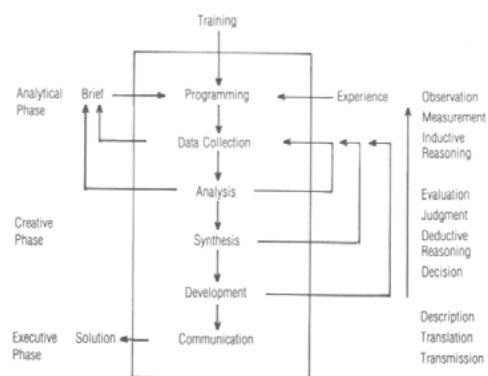 Training
Analytical Phase
Brief
Programming
Experience
Data Collection
Analysis
Creative Phase
Synthesis
Development
Executive Phase
Solution
Communication
Observation
Measurement
Inductive
Reasoning
Evaluation
Judgment
Deductive
Reasoning
Decision
Description
Translation
Transmission